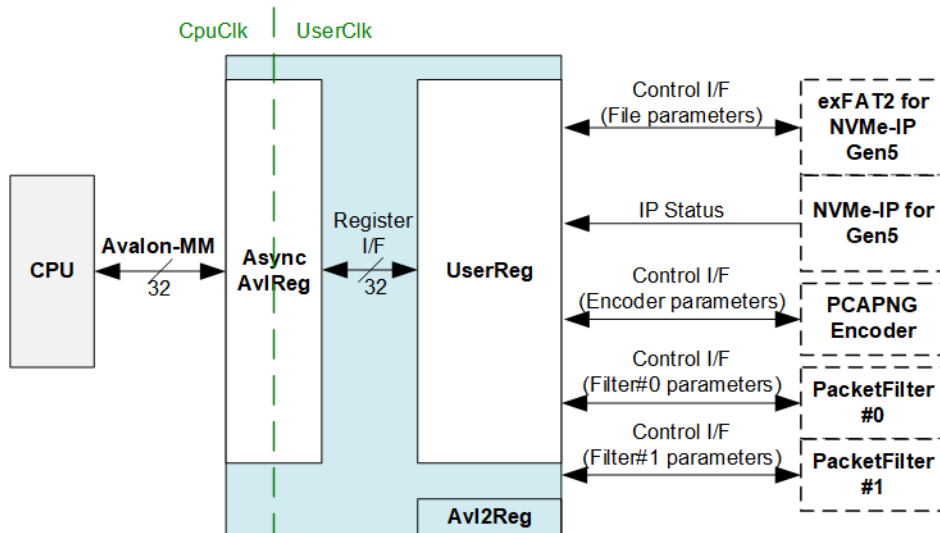 CpuClk
UserClk
CPU
Avalon-MM
32
Async
AvlReg
Register
I/F
32
UserReg
Avl2Reg
Control I/F
(File parameters)
exFAT2 for
NVMe-IP
Gen5
IP Status
NVMe-IP for
Gen5
Control I/F
(Encoder parameters)
PCAPNG
Encoder
Control I/F
(Filter#0 parameters)
PacketFilter
#0
Control I/F
(Filter#1 parameters)
PacketFilter
#1